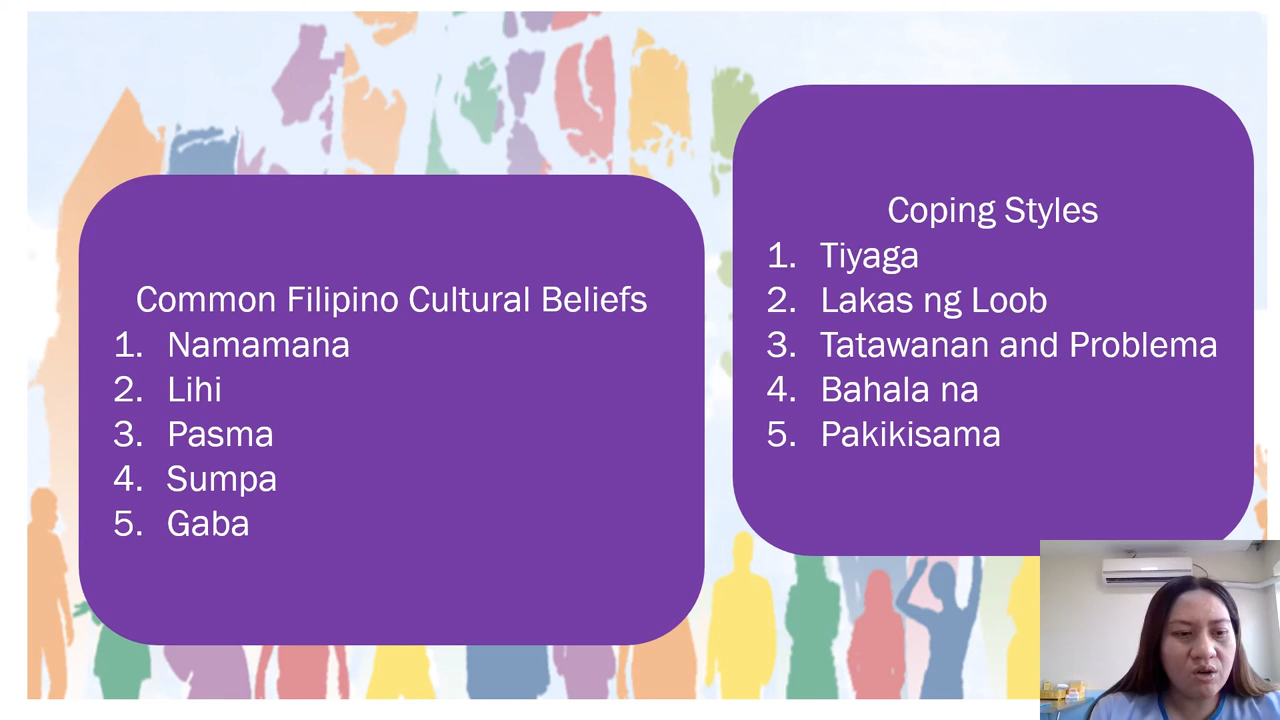 Common Filipino Cultural Beliefs
1. Namamana
2. Lihi
3. Pasma
4. Sumpa
5. Gaba
Coping Styles
1. Tiyaga
2. Lakas ng Loob
3. Tatawanan and Problema
4. Bahala na
5. Pakikisama